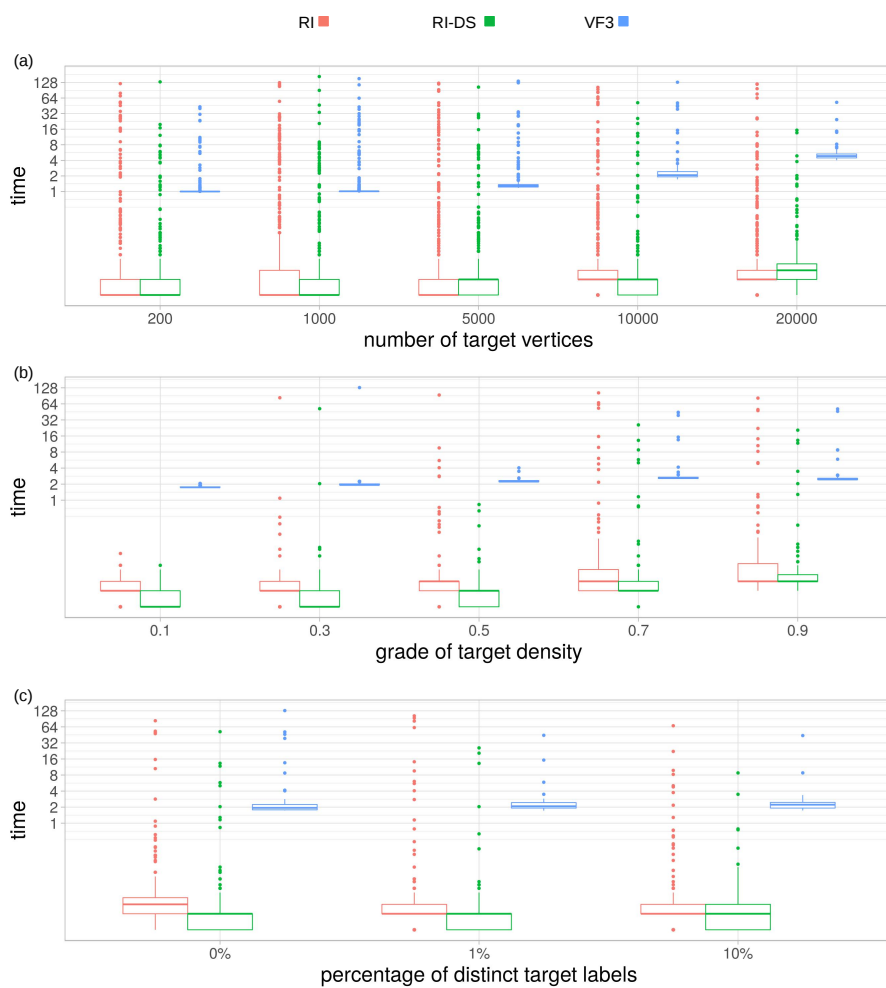 RI RI-DS VF3
(a)
128
64
32
16
8
4
2
1
time
200 1000 5000 10000 20000
number of target vertices
(b)
128
64
32
16
8
4
2
1
time
0.1 0.3 0.5 0.7 0.9
grade of target density
(c)
128
64
32
16
8
4
2
1
time
0% 1% 10%
percentage of distinct target labels